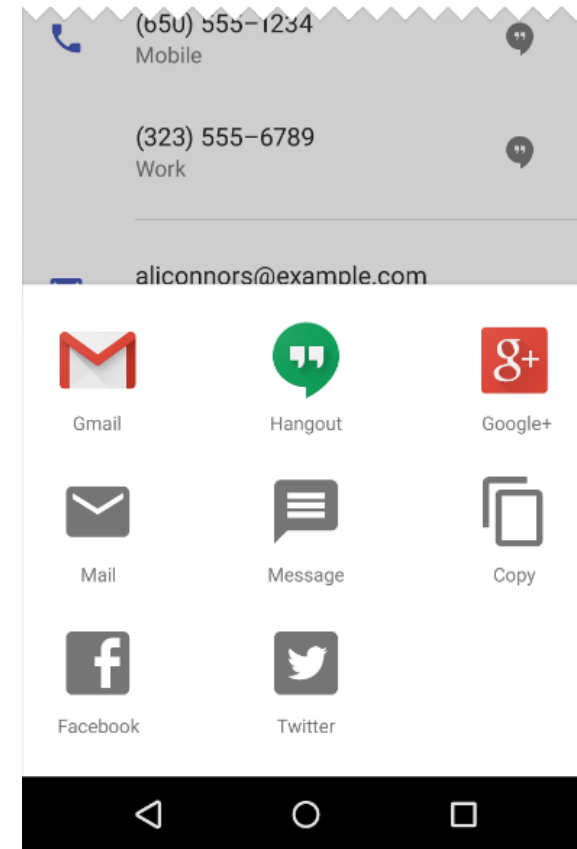 (650) 555–1234
Mobile
(323) 555–6789
Work
aliconnors@example.com
g+
Gmail
Hangout
Google+
Mail
Message
Copy
f
Facebook
Twitter